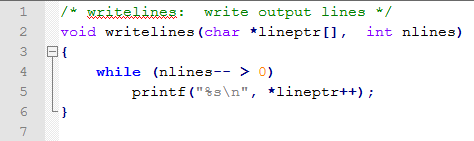 1 /* writelines:  write output lines */
2 void writelines(char *lineptr[],  int nlines)
3 {
4     while (nlines-- > 0)
5         printf("%s\n", *lineptr++);
6 }
7